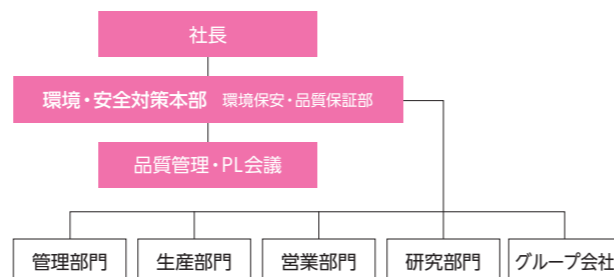 社長
環境・安全対策本部 環境保安・品質保証部
品質管理・PL会議
管理部門
生産部門
営業部門
研究部門
グループ会社